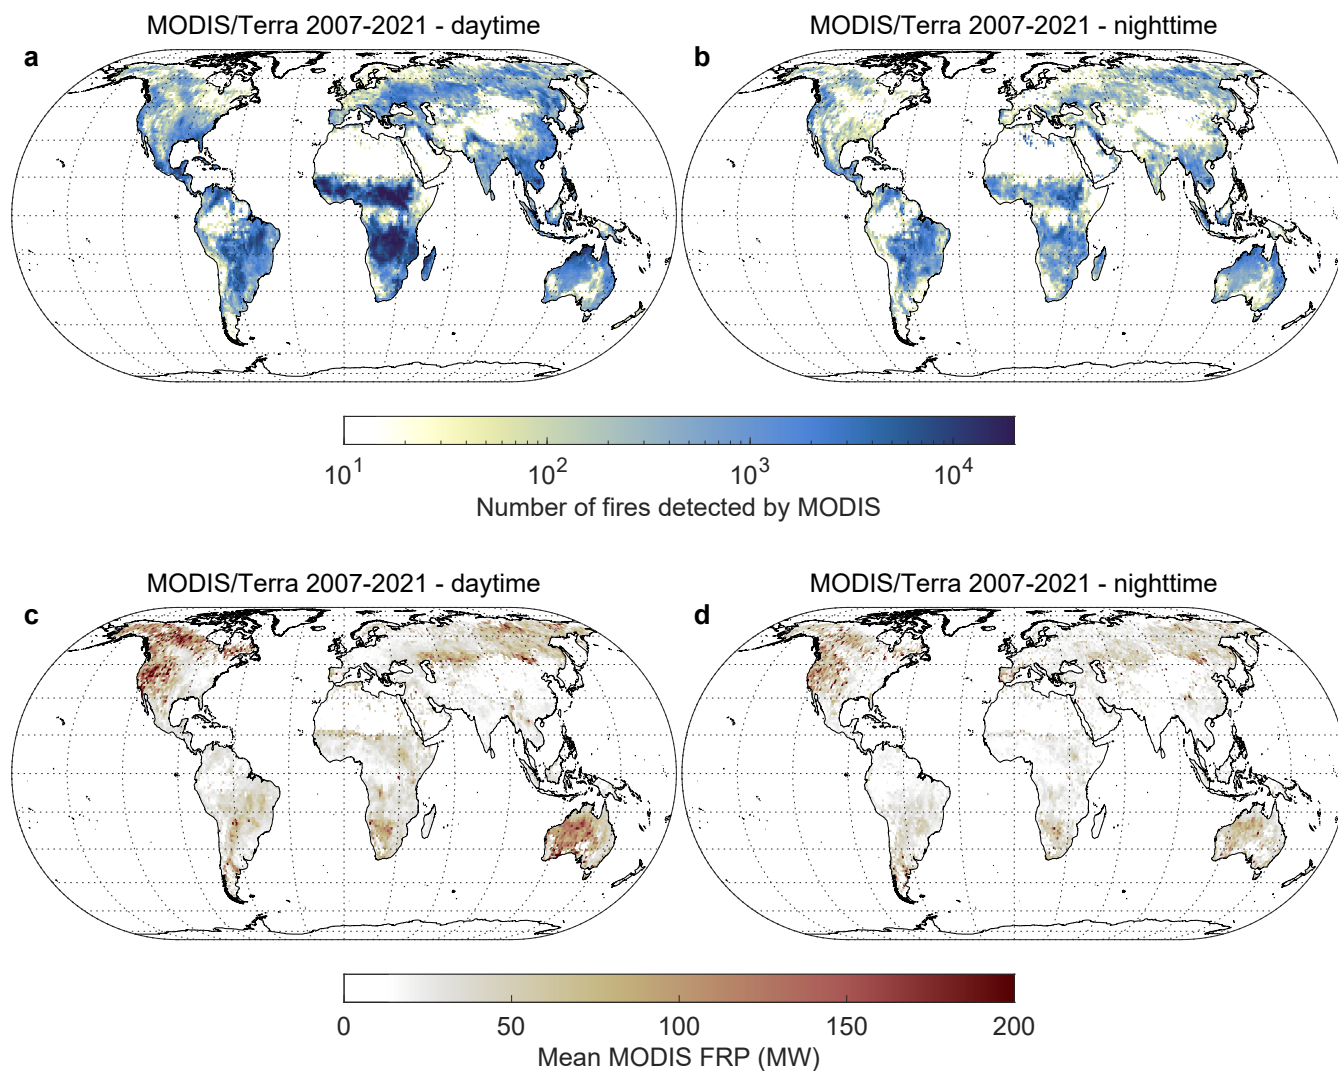 MODIS/Terra 2007-2021 - daytime
MODIS/Terra 2007-2021 - nighttime
a
b
10^1
10^2
10^3
10^4
Number of fires detected by MODIS
MODIS/Terra 2007-2021 - daytime
MODIS/Terra 2007-2021 - nighttime
c
d
0
50
100
150
200
Mean MODIS FRP (MW)